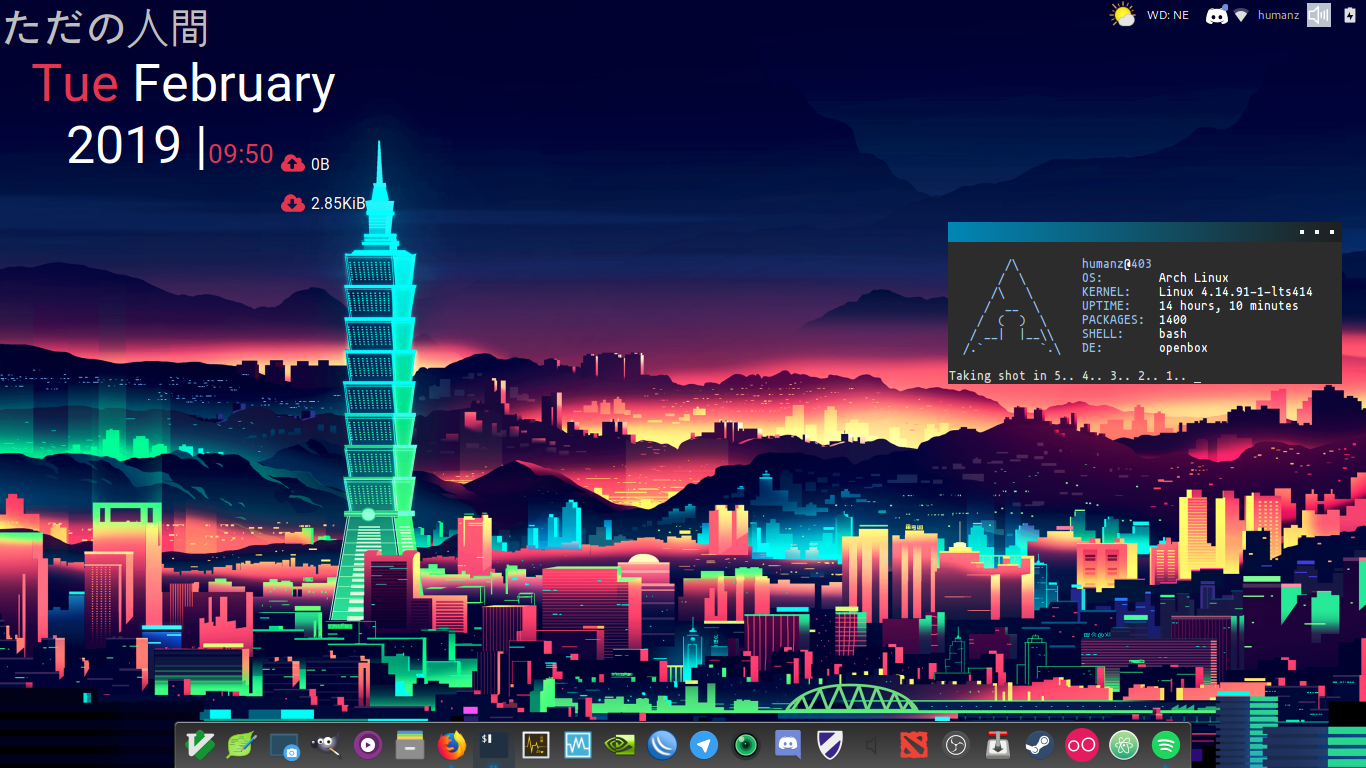 ただの人間
Tue February
2019 |09:50
0B
2.85KiB
WD: NE
humanz
humanz@403
OS: Arch Linux
KERNEL: Linux 4.14.91-1-lts414
UPTIME: 14 hours, 10 minutes
PACKAGES: 1400
SHELL: bash
DE: openbox
Taking shot in 5.. 4.. 3.. 2.. 1.. _
$